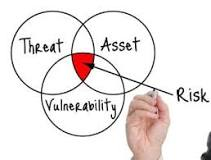 Threat
Asset
Vulnerability
Risk